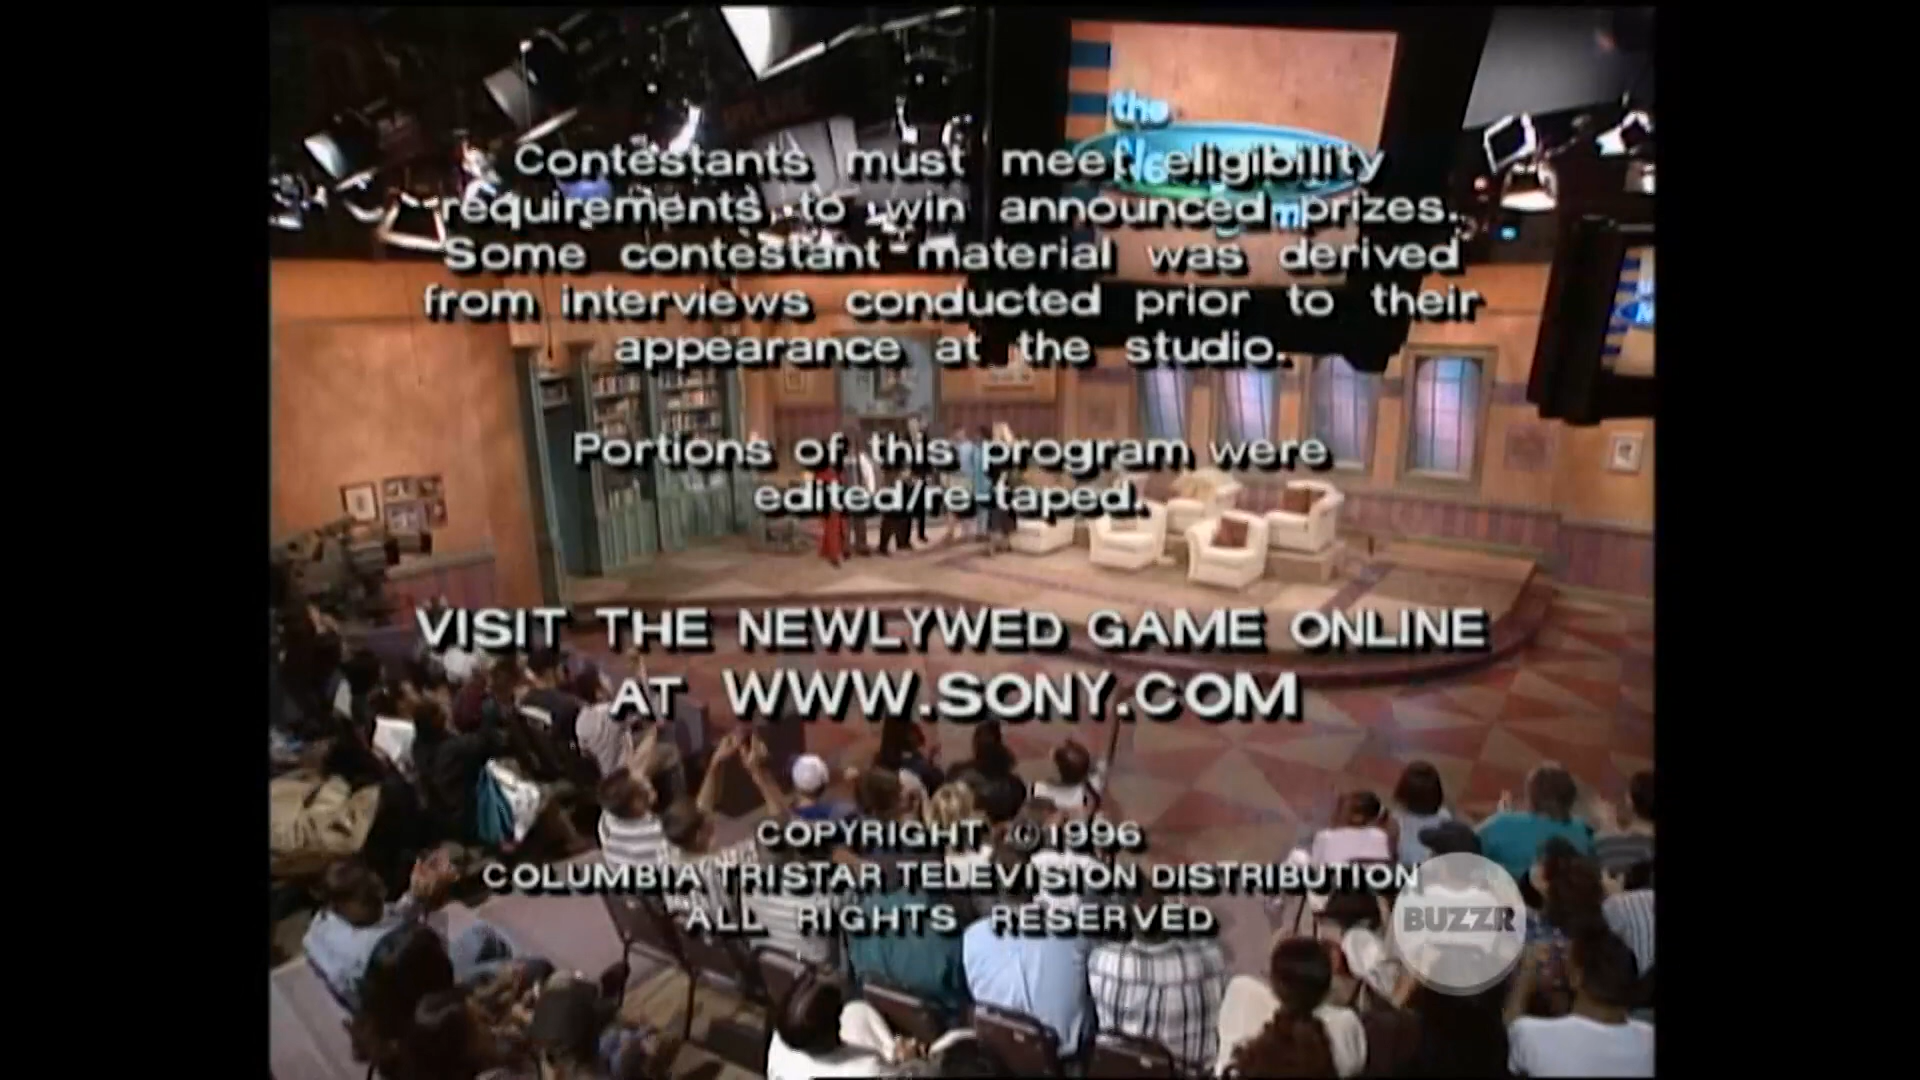 the
Contestants must meet eligibility
requirements to win announced prizes.
Some contestant material was derived
from interviews conducted prior to their
appearance at the studio.
Portions of this program were
edited/re-taped.
VISIT THE NEWLYWED GAME ONLINE
AT WWW.SONY.COM
COPYRIGHT ©1996
COLUMBIA TRISTAR TELEVISION DISTRIBUTION
ALL RIGHTS RESERVED
BUZZR